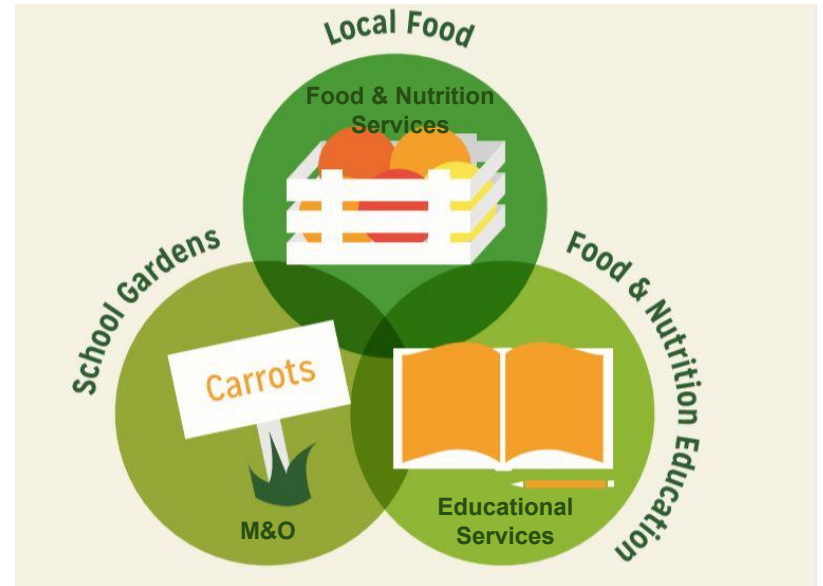 Local Food
Food & Nutrition
Services
School Gardens
Food & Nutrition Education
Carrots
M&O
Educational
Services